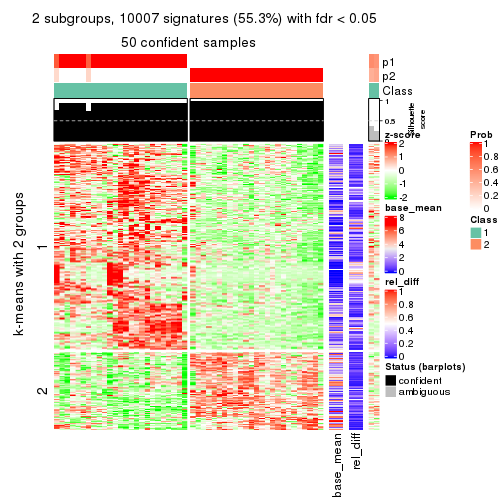 2 subgroups, 10007 signatures (55.3%) with fdr < 0.05
50 confident samples
p1
p2
Class
1
0.5
0
Silhouette
score
k-means with 2 groups
1
2
base_mean
rel_diff
z-score
2
1
0
-1
-2
base_mean
8
6
4
2
0
rel_diff
1
0.8
0.6
0.4
0.2
0
Status (barplots)
confident
ambiguous
Prob
1
0.8
0.6
0.4
0.2
0
Class
1
2